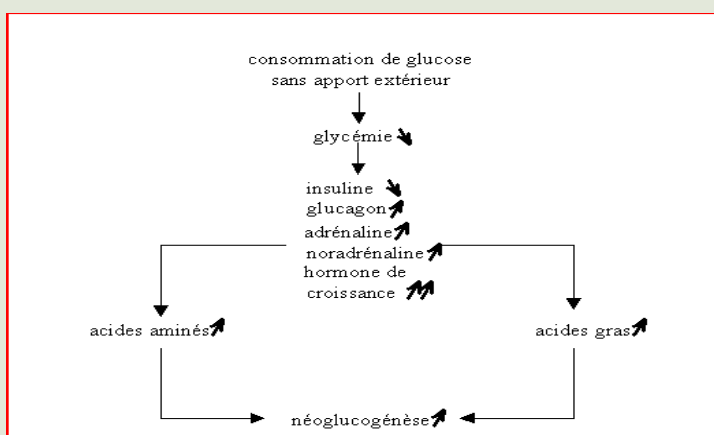 consommation de glucose
sans apport extérieur
glycémie
insuline
glucagon
adrénaline
noradrénaline
hormone de
croissance
acides aminés
acides gras
néoglucogénèse